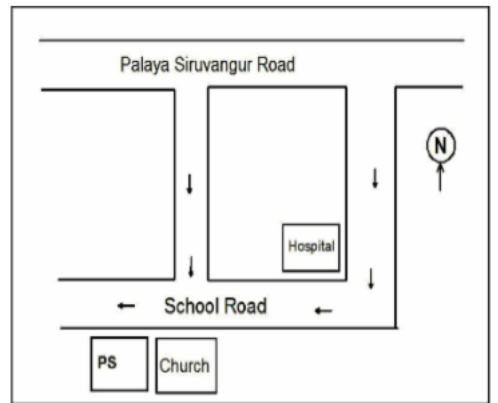 Palaya Siruvangur Road
N
Hospital
School Road
PS
Church